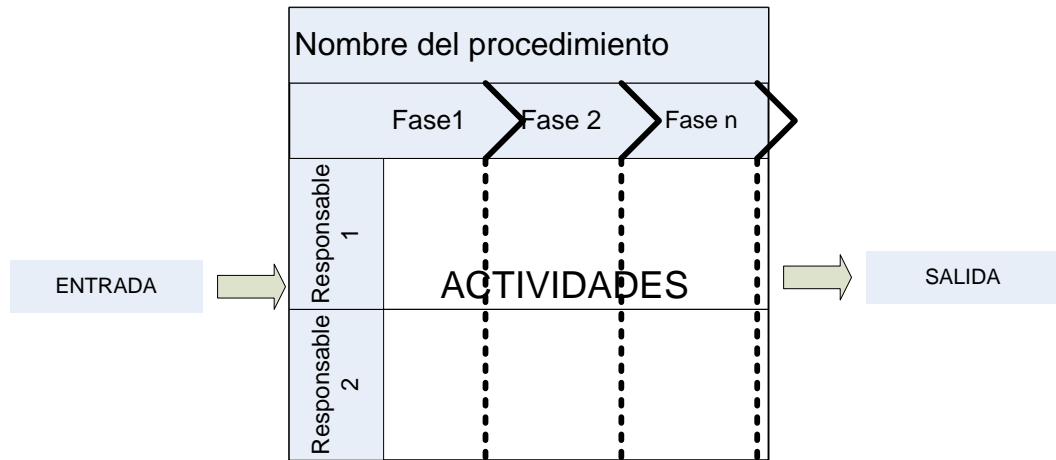 Nombre del procedimiento
Fase1 Fase 2 Fase n
Responsable
1
ENTRADA
ACTIVIDADES
SALIDA
Responsable
2